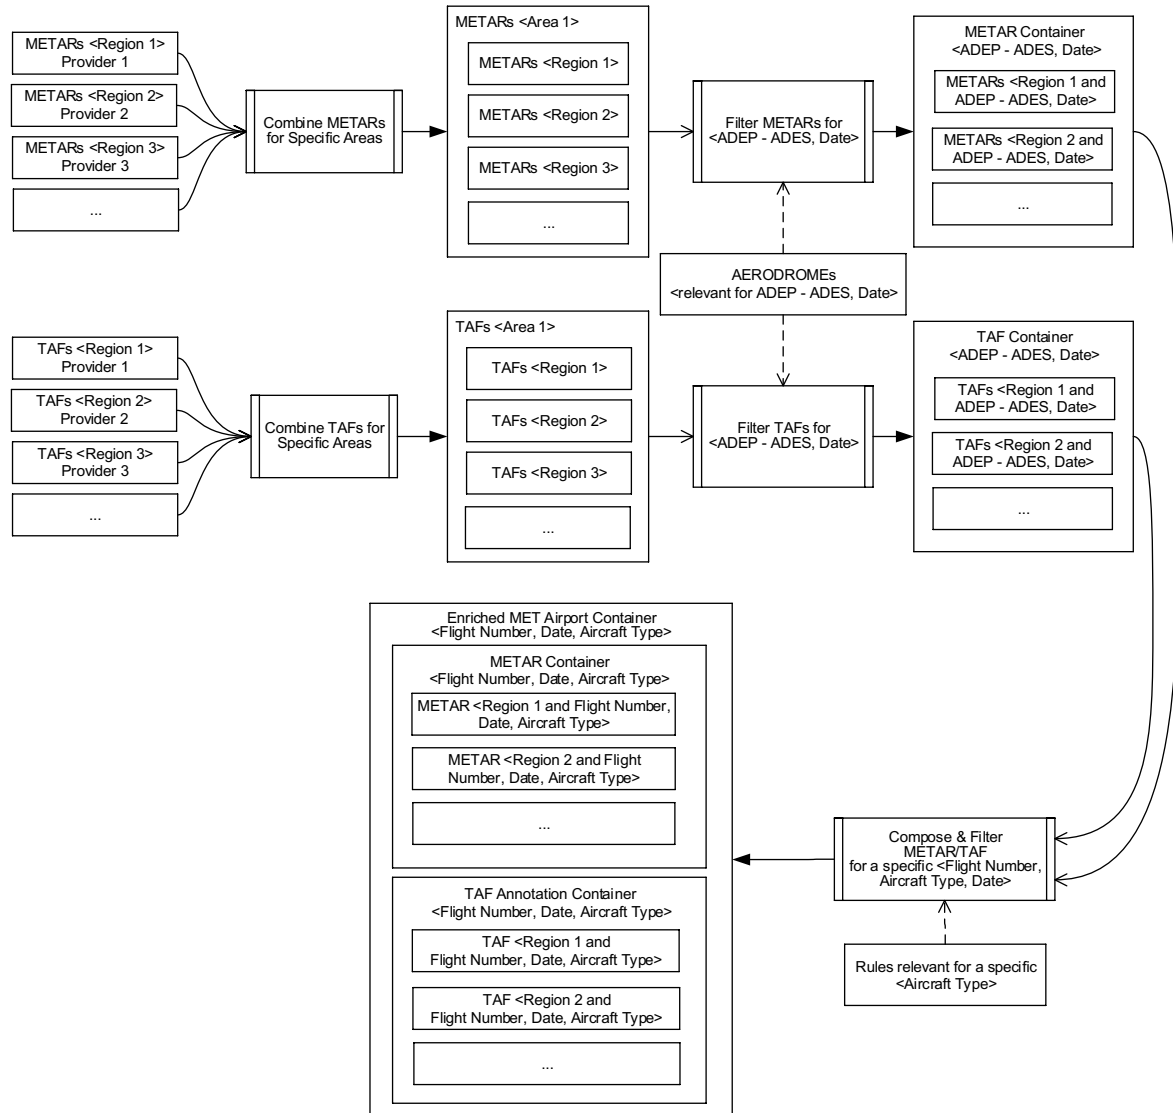 METARs <Region 1>
Provider 1
METARs <Region 2>
Provider 2
METARs <Region 3>
Provider 3
...
Combine METARs
for Specific Areas
METARs <Area 1>
METARs <Region 1>
METARs <Region 2>
METARs <Region 3>
...
Filter METARs for
<ADEP - ADES, Date>
METAR Container
<ADEP - ADES, Date>
METARs <Region 1 and
ADEP - ADES, Date>
METARs <Region 2 and
ADEP - ADES, Date>
...
AERODROMEs
<relevant for ADEP - ADES, Date>
TAFs <Region 1>
Provider 1
TAFs <Region 2>
Provider 2
TAFs <Region 3>
Provider 3
...
Combine TAFs for
Specific Areas
TAFs <Area 1>
TAFs <Region 1>
TAFs <Region 2>
TAFs <Region 3>
...
Filter TAFs for
<ADEP - ADES, Date>
TAF Container
<ADEP - ADES, Date>
TAFs <Region 1 and
ADEP - ADES, Date>
TAFs <Region 2 and
ADEP - ADES, Date>
...
Enriched MET Airport Container
<Flight Number, Date, Aircraft Type>
METAR Container
<Flight Number, Date, Aircraft Type>
METAR <Region 1 and Flight Number,
Date, Aircraft Type>
METAR <Region 2 and Flight
Number, Date, Aircraft Type>
...
TAF Annotation Container
<Flight Number, Date, Aircraft Type>
TAF <Region 1 and
Flight Number, Date, Aircraft Type>
TAF <Region 2 and
Flight Number, Date, Aircraft Type>
...
Compose & Filter
METAR/TAF
for a specific <Flight Number,
Aircraft Type, Date>
Rules relevant for a specific
<Aircraft Type>